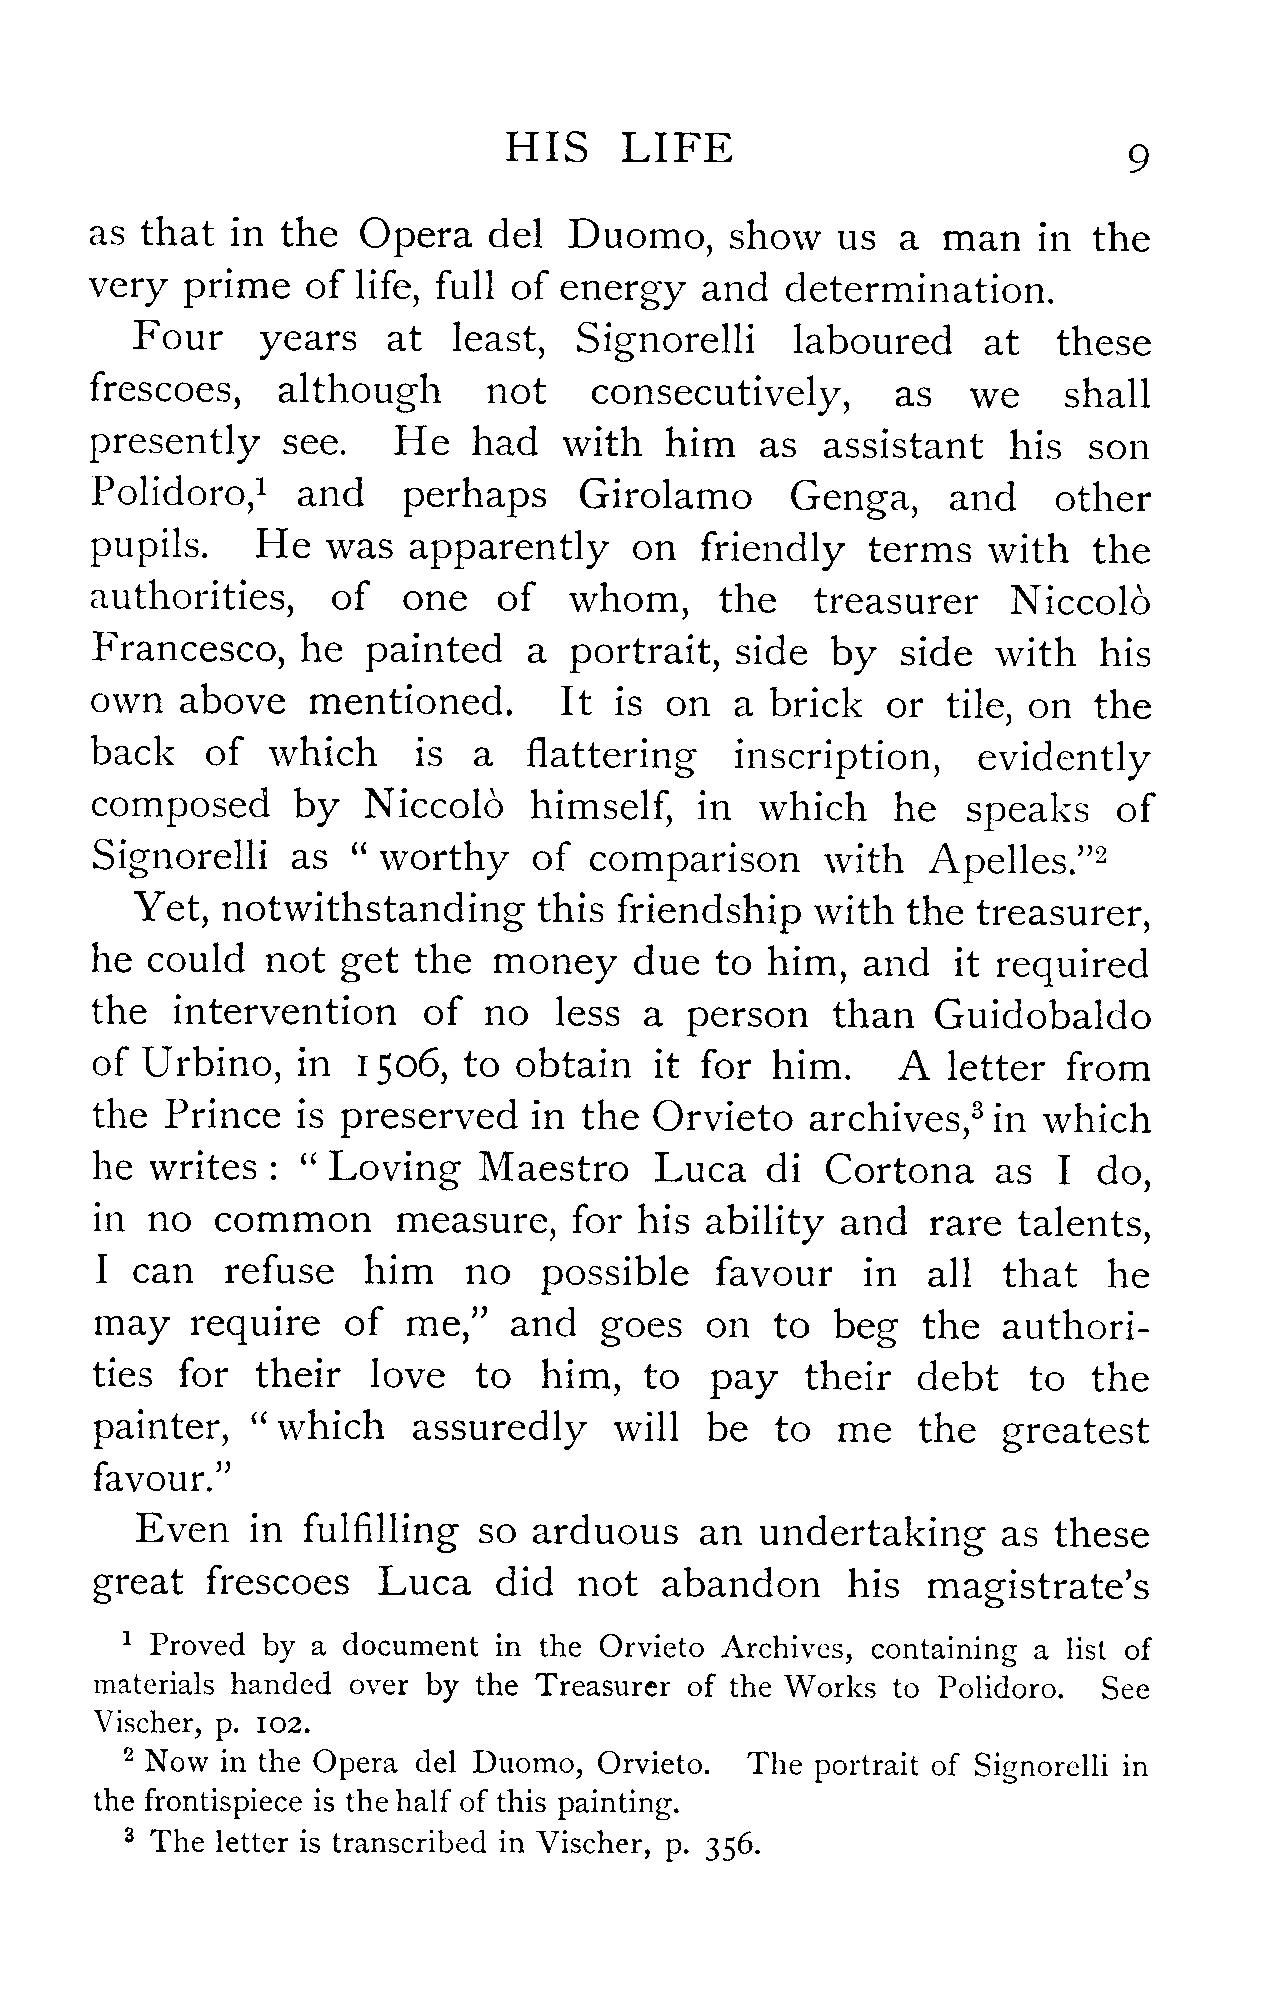 HIS LIFE 9
as that in the Opera del Duomo, show us a man in the
very prime of life, full of energy and determination.
Four years at least, Signorelli laboured at these
frescoes, although not consecutively, as we shall
presently see. He had with him as assistant his son
Polidoro,¹ and perhaps Girolamo Genga, and other
pupils. He was apparently on friendly terms with the
authorities, of one of whom, the treasurer Niccolò
Francesco, he painted a portrait, side by side with his
own above mentioned. It is on a brick or tile, on the
back of which is a flattering inscription, evidently
composed by Niccolò himself, in which he speaks of
Signorelli as “ worthy of comparison with Apelles.”²
Yet, notwithstanding this friendship with the treasurer,
he could not get the money due to him, and it required
the intervention of no less a person than Guidobaldo
of Urbino, in 1506, to obtain it for him. A letter from
the Prince is preserved in the Orvieto archives,³ in which
he writes : “ Loving Maestro Luca di Cortona as I do,
in no common measure, for his ability and rare talents,
I can refuse him no possible favour in all that he
may require of me,” and goes on to beg the authori-
ties for their love to him, to pay their debt to the
painter, “ which assuredly will be to me the greatest
favour.”
Even in fulfilling so arduous an undertaking as these
great frescoes Luca did not abandon his magistrate’s
¹ Proved by a document in the Orvieto Archives, containing a list of
materials handed over by the Treasurer of the Works to Polidoro. See
Vischer, p. 102.
² Now in the Opera del Duomo, Orvieto. The portrait of Signorelli in
the frontispiece is the half of this painting.
³ The letter is transcribed in Vischer, p. 356.